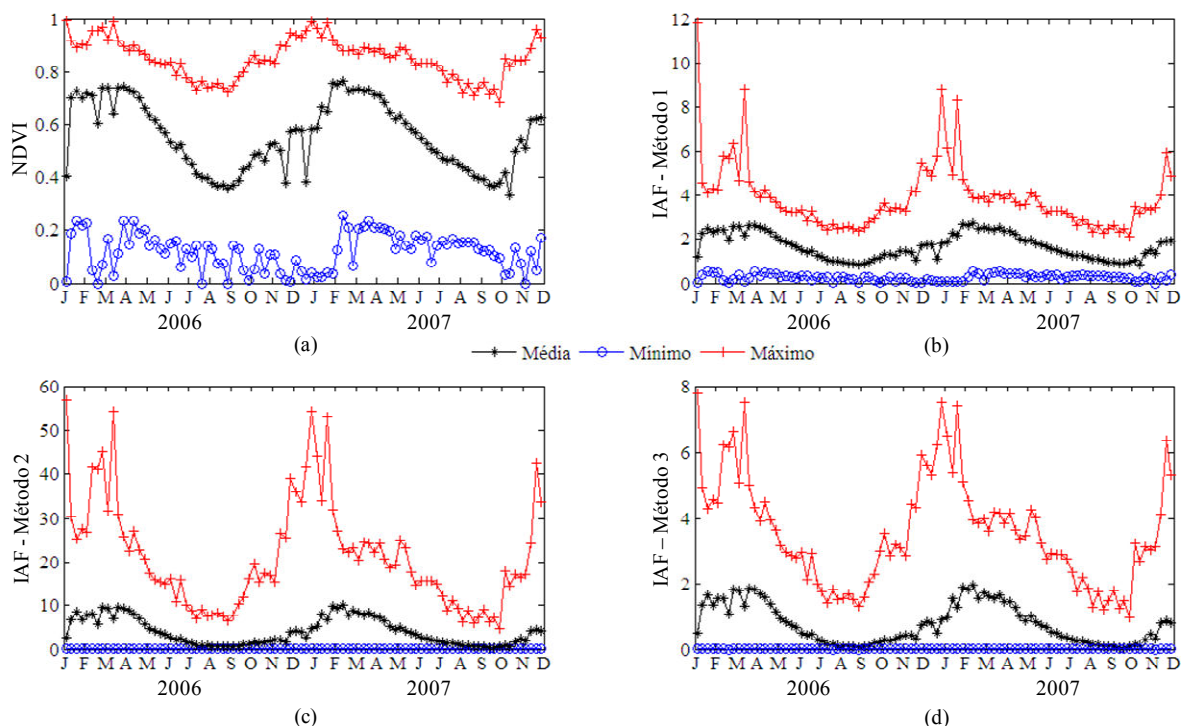 NDVI
1
0.8
0.6
0.4
0.2
0
J F M A M J J A S O N D J F M A M J J A S O N D
2006 2007
(a)
IAF - Método 1
12
10
8
6
4
2
0
J F M A M J J A S O N D J F M A M J J A S O N D
2006 2007
(b)
Média Mínimo Máximo
IAF - Método 2
60
50
40
30
20
10
0
J F M A M J J A S O N D J F M A M J J A S O N D
2006 2007
(c)
IAF – Método 3
8
6
4
2
0
J F M A M J J A S O N D J F M A M J J A S O N D
2006 2007
(d)